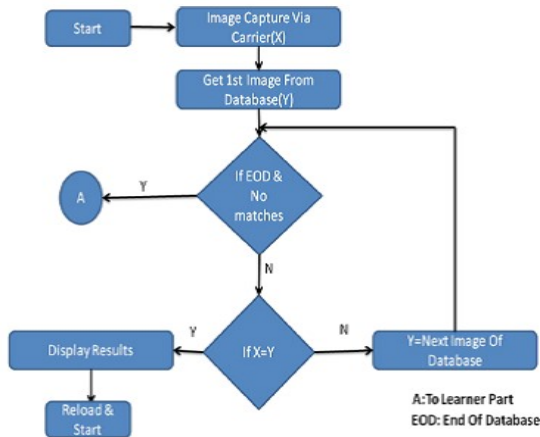 Start
Image Capture Via
Carrier(X)
Get 1st Image From
Database(Y)
If EOD &
No
matches
Y
A
N
If X=Y
Y
N
Display Results
Y=Next Image Of
Database
Reload &
Start
A:To Learner Part
EOD: End Of Database